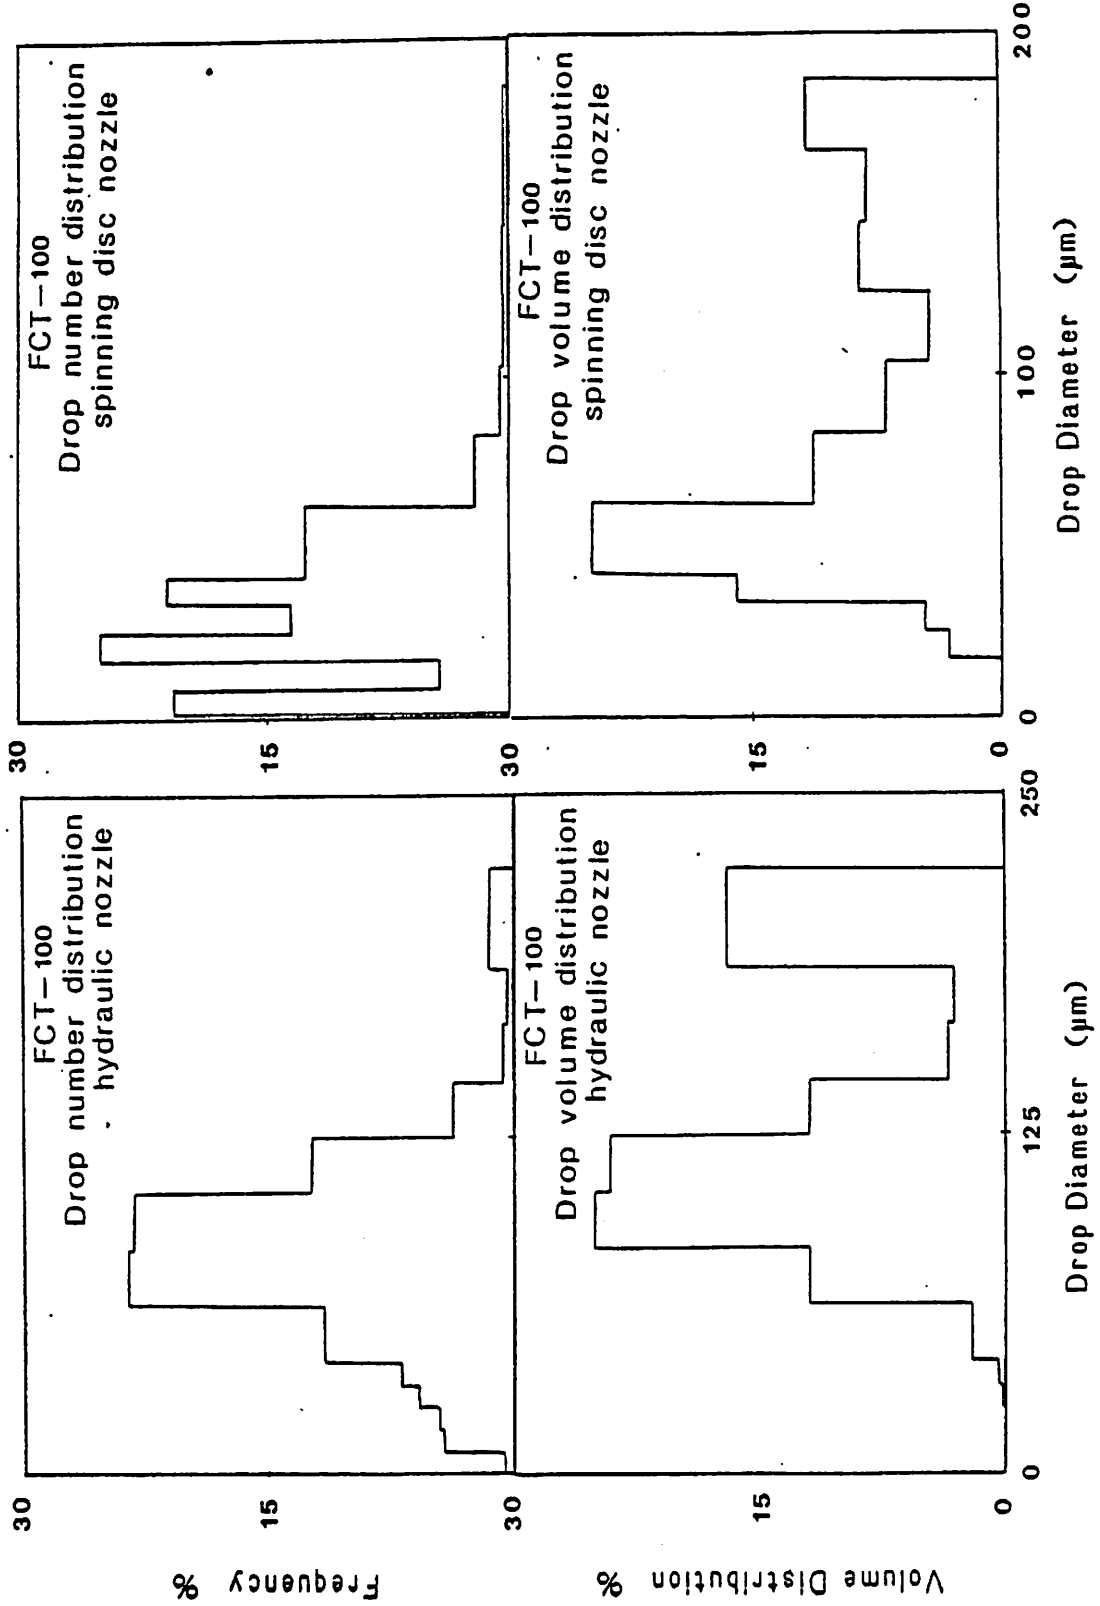 Frequency %
30
15
FCT—100
Drop number distribution
hydraulic nozzle
30
15
FCT—100
Drop number distribution
spinning disc nozzle
Volume Distribution %
30
15
0
FCT—100
Drop volume distribution
hydraulic nozzle
0
125
250
Drop Diameter (µm)
30
15
0
FCT—100
Drop volume distribution
spinning disc nozzle
0
100
200
Drop Diameter (µm)